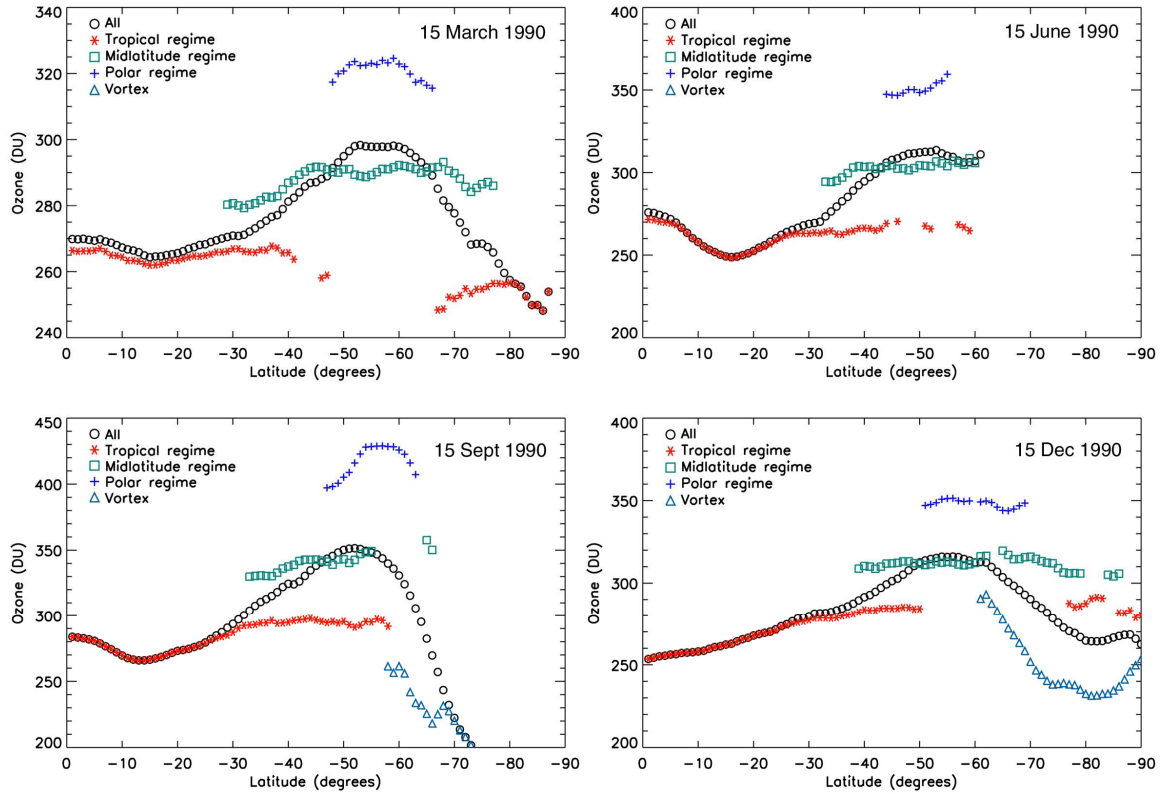 15 March 1990
All
Tropical regime
Midlatitude regime
Polar regime
Vortex
Ozone (DU)
340
320
300
280
260
240
0 −10 −20 −30 −40 −50 −60 −70 −80 −90
Latitude (degrees)
15 June 1990
All
Tropical regime
Midlatitude regime
Polar regime
Vortex
Ozone (DU)
400
350
300
250
200
0 −10 −20 −30 −40 −50 −60 −70 −80 −90
Latitude (degrees)
15 Sept 1990
All
Tropical regime
Midlatitude regime
Polar regime
Vortex
Ozone (DU)
450
400
350
300
250
200
0 −10 −20 −30 −40 −50 −60 −70 −80 −90
Latitude (degrees)
15 Dec 1990
All
Tropical regime
Midlatitude regime
Polar regime
Vortex
Ozone (DU)
400
350
300
250
200
0 −10 −20 −30 −40 −50 −60 −70 −80 −90
Latitude (degrees)